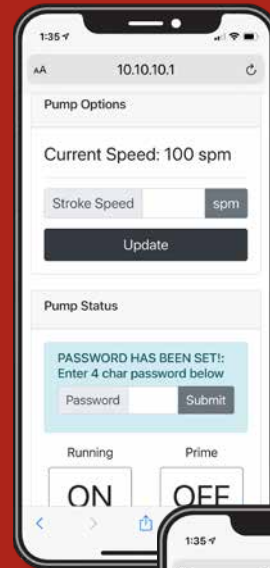 1:35
AA 10.10.10.1
Pump Options
Current Speed: 100 spm
Stroke Speed spm
Update
Pump Status
PASSWORD HAS BEEN SET!:
Enter 4 char password below
Password Submit
Running Prime
ON OFF
1:35